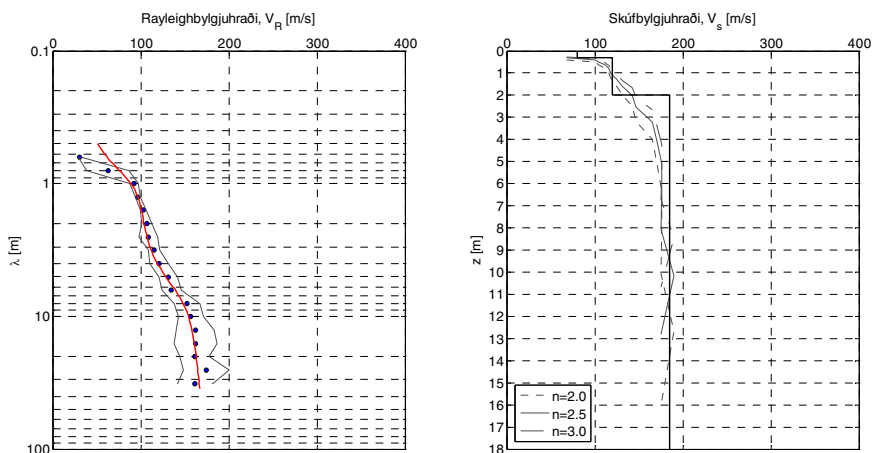 Rayleighbylgjuhraði, V_R [m/s]
0 100 200 300 400
0.1
1
10
100
λ [m]
Skúfbylgjuhraði, V_s [m/s]
0 100 200 300 400
0
1
2
3
4
5
6
7
8
9
10
11
12
13
14
15
16
17
18
z [m]
n=2.0
n=2.5
n=3.0